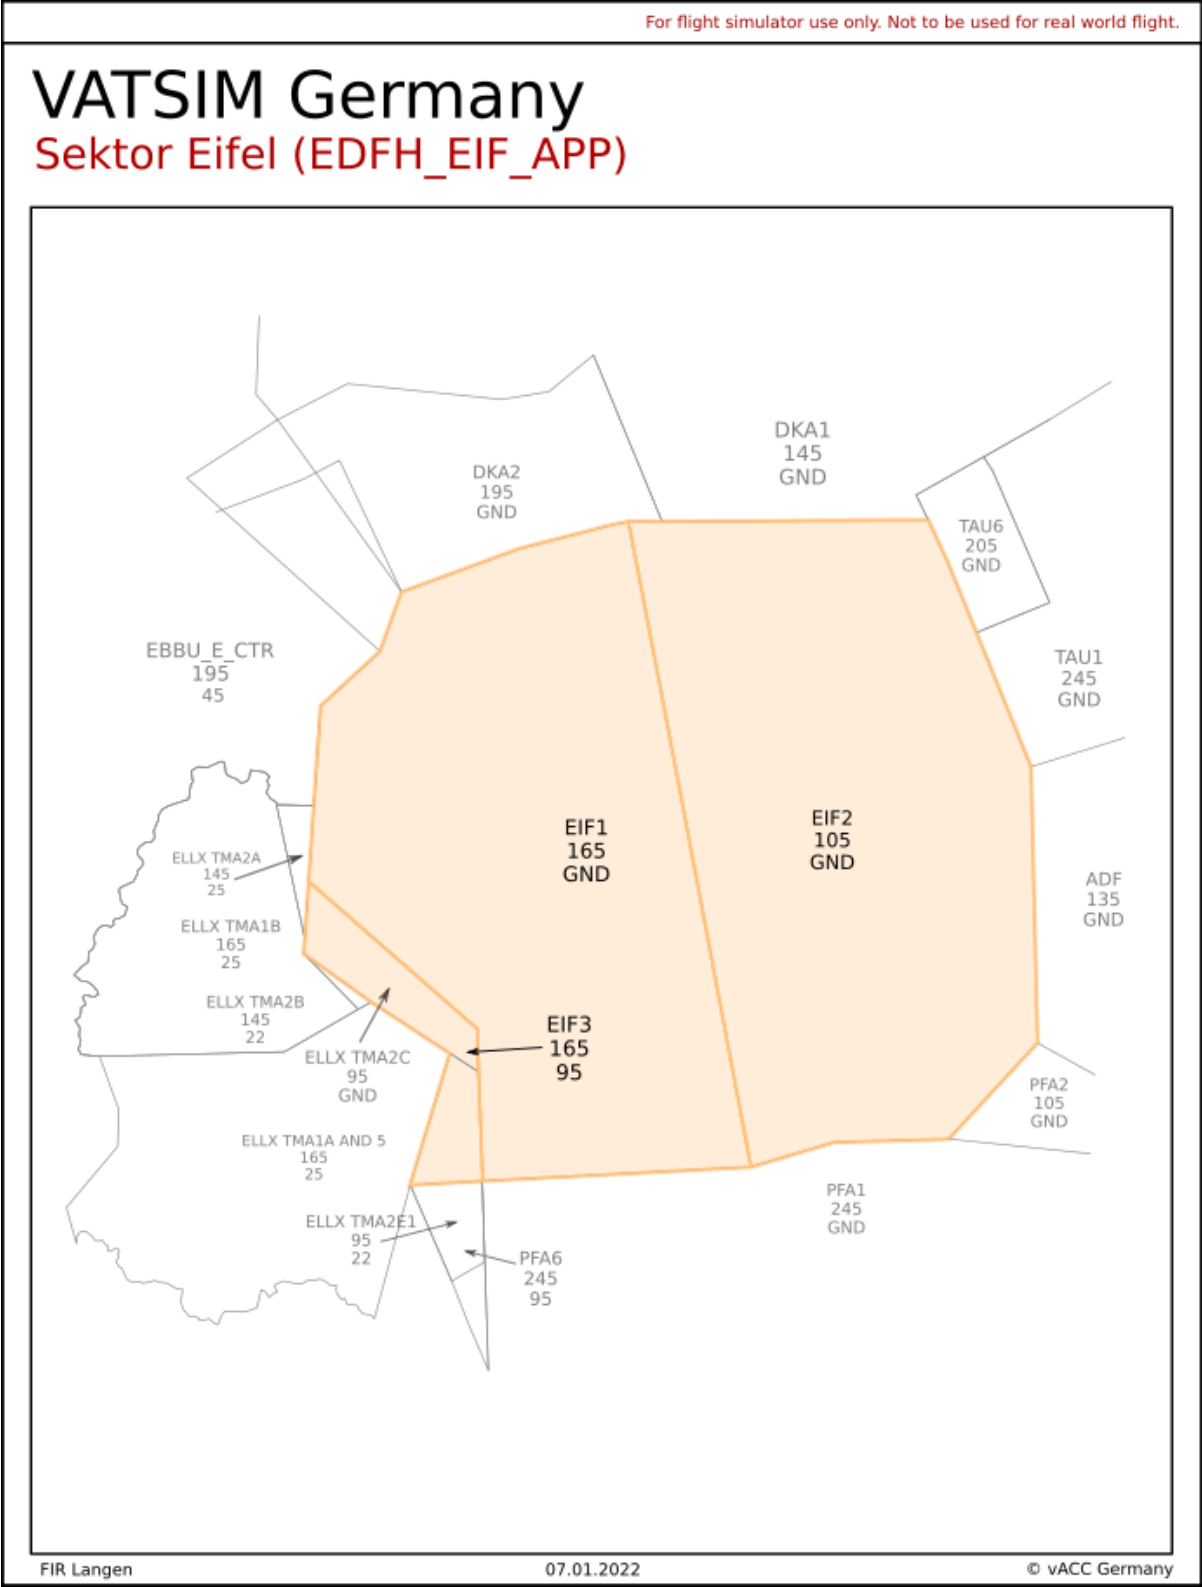 For flight simulator use only. Not to be used for real world flight.
VATSIM Germany
Sektor Eifel (EDFH_EIF_APP)
DKA1
145
GND
DKA2
195
GND
TAU6
205
GND
EBBU_E_CTR
195
45
TAU1
245
GND
EIF1
165
GND
EIF2
105
GND
ELLX TMA2A
145
25
ADF
135
GND
ELLX TMA1B
165
25
ELLX TMA2B
145
22
EIF3
165
95
ELLX TMA2C
95
GND
PFA2
105
GND
ELLX TMA1A AND 5
165
25
PFA1
245
GND
ELLX TMA2E1
95
22
PFA6
245
95
FIR Langen
07.01.2022
© vACC Germany